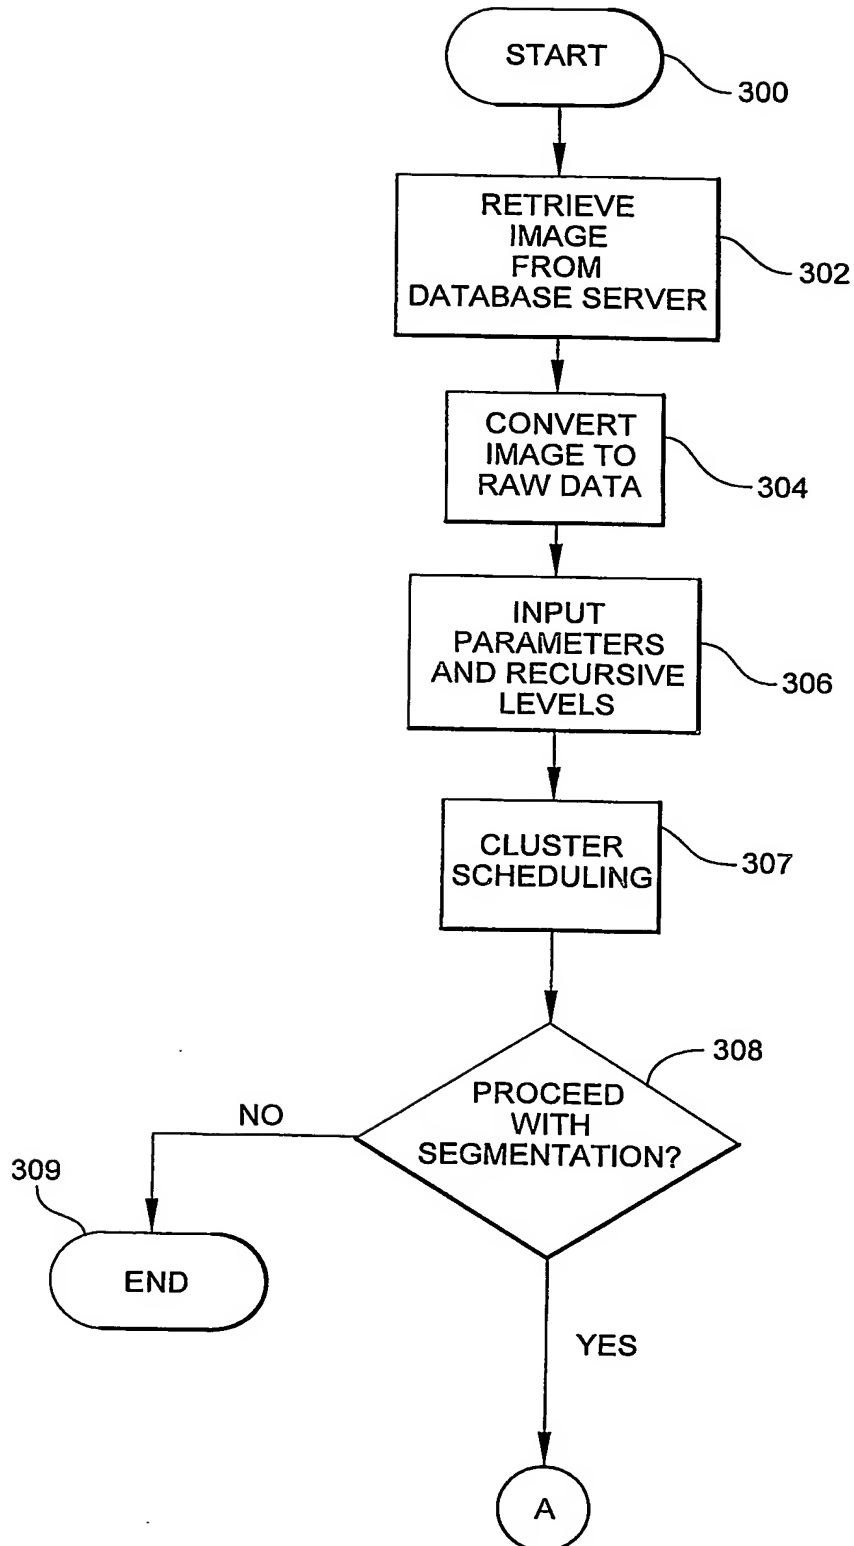 START
300
RETRIEVE
IMAGE
FROM
DATABASE SERVER
302
CONVERT
IMAGE TO
RAW DATA
304
INPUT
PARAMETERS
AND RECURSIVE
LEVELS
306
CLUSTER
SCHEDULING
307
308
PROCEED
WITH
SEGMENTATION?
NO
309
END
YES
A